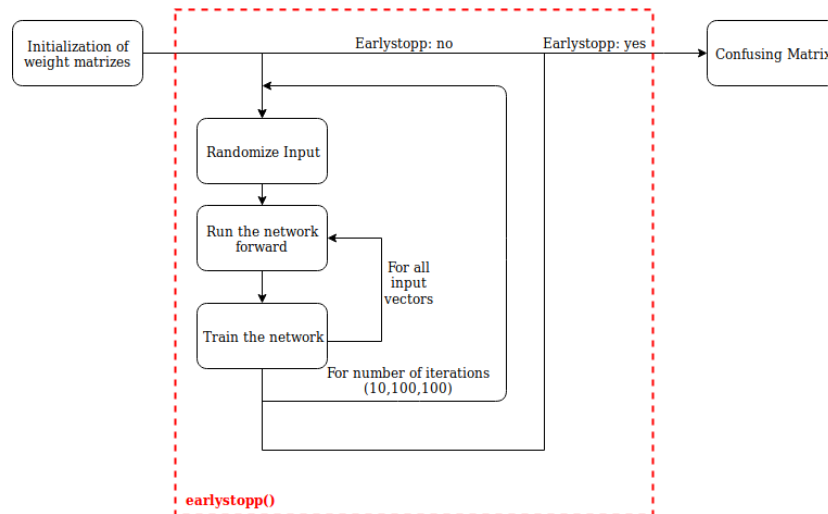 Initialization of
weight matrizes
Earlystopp: no
Earlystopp: yes
Confusing Matrix
Randomize Input
Run the network
forward
For all
input
vectors
Train the network
For number of iterations
(10,100,100)
earlystopp()